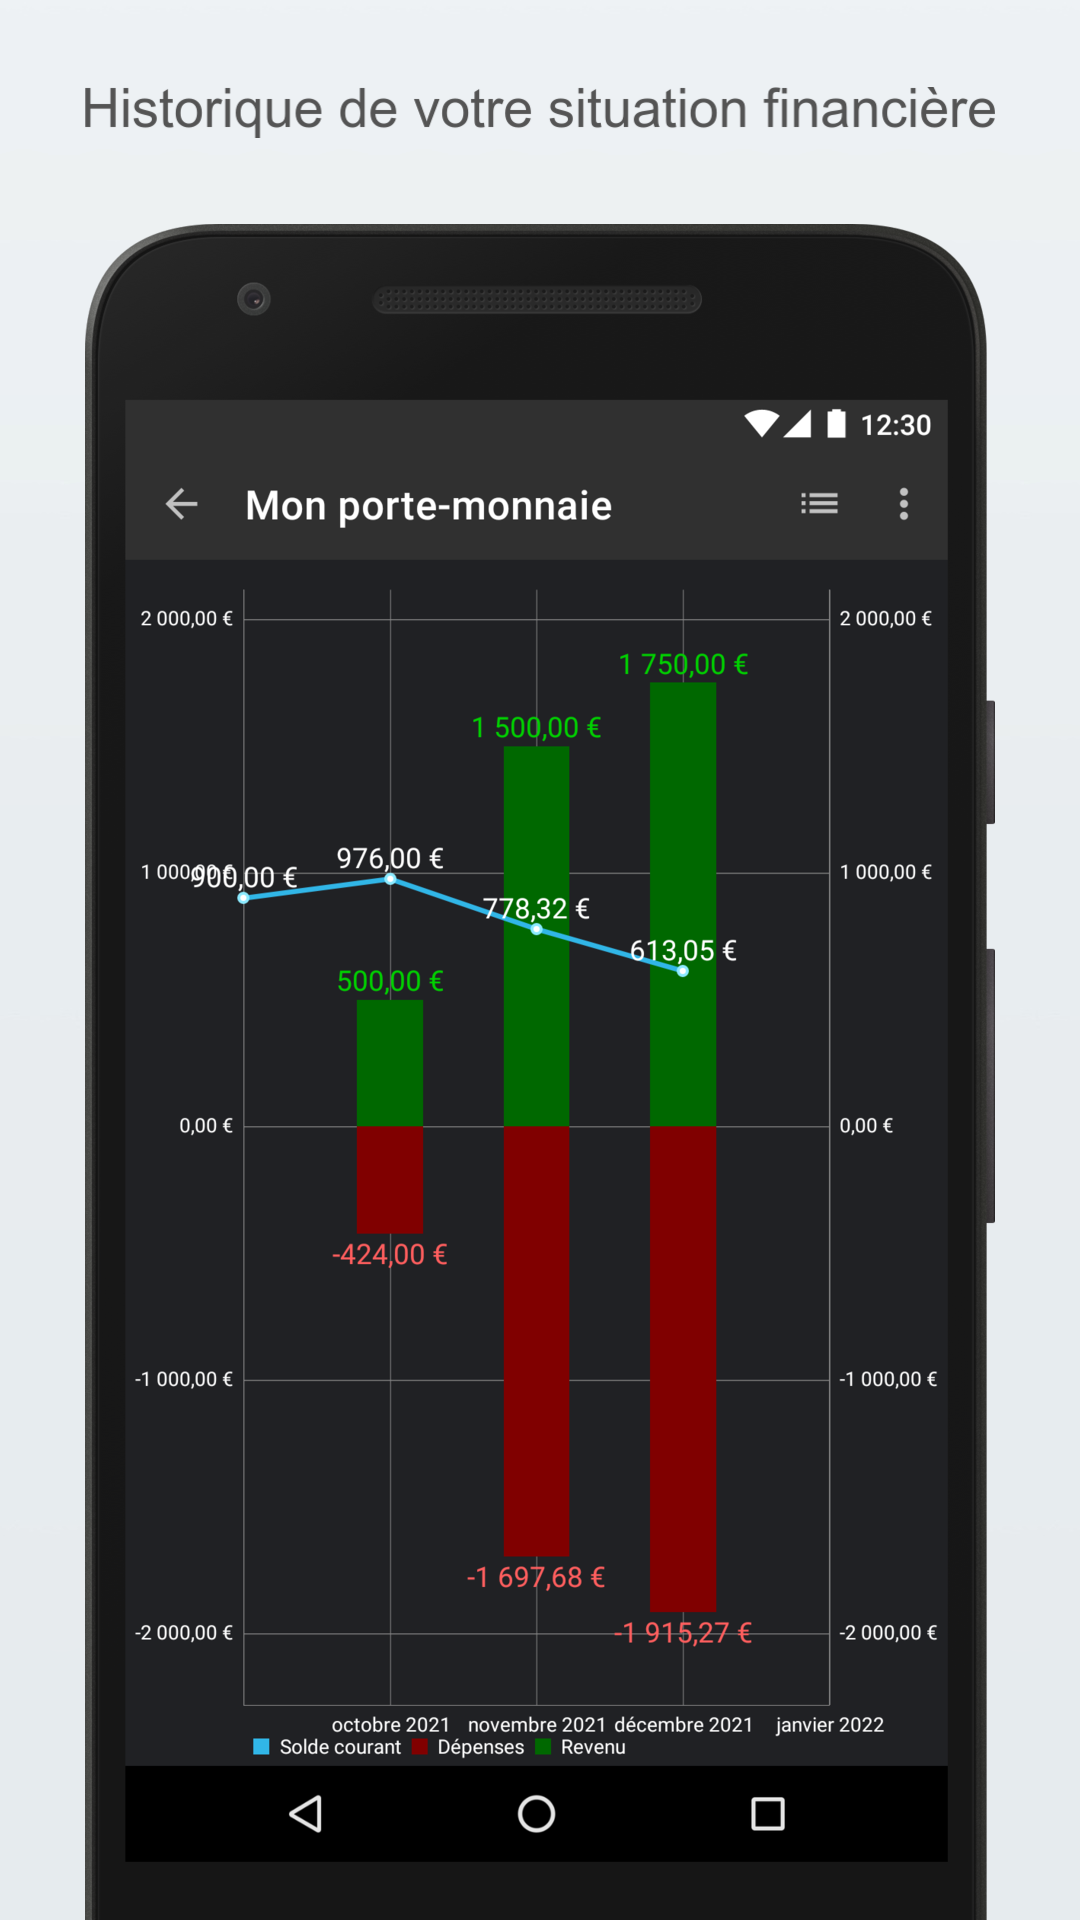 Historique de votre situation financière
12:30
Mon porte-monnaie
2 000,00 € 2 000,00 €
1 750,00 €
1 500,00 €
976,00 €
1 000,00 € 900,00 € 1 000,00 €
778,32 €
613,05 €
500,00 €
0,00 € 0,00 €
-424,00 €
-1 000,00 € -1 000,00 €
-1 697,68 €
-2 000,00 € -1 915,27 € -2 000,00 €
octobre 2021 novembre 2021 décembre 2021 janvier 2022
Solde courant Dépenses Revenu